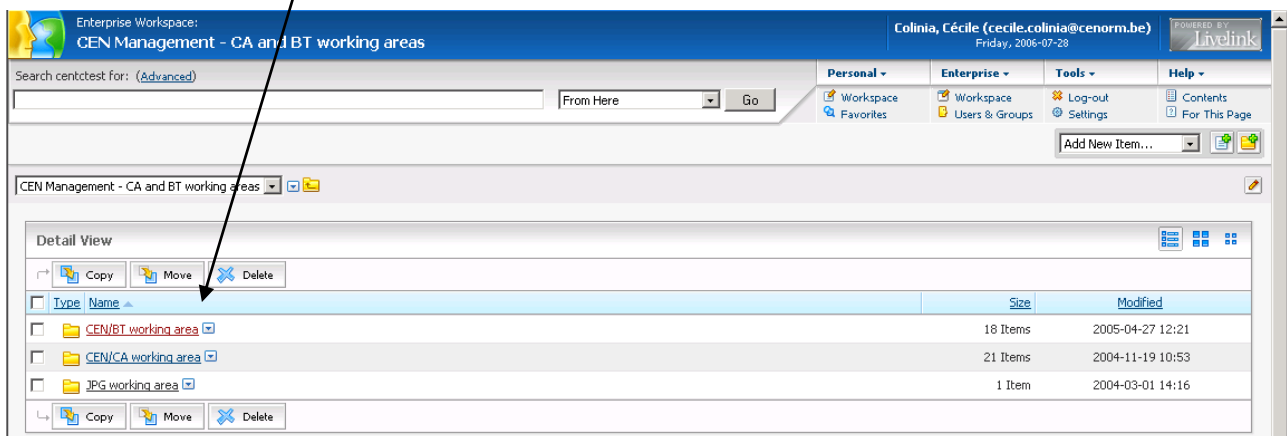 Enterprise Workspace:
CEN Management - CA and BT working areas
Colinia, Cécile (cecile.colinia@cenorm.be)
Friday, 2006-07-28
POWERED BY
Livelink
Search centctest for: (Advanced)
From Here
Go
Personal
Enterprise
Tools
Help
Workspace
Workspace
Log-out
Contents
Favorites
Users & Groups
Settings
For This Page
Add New Item...
CEN Management - CA and BT working areas
Detail View
Copy Move Delete
Type Name Size Modified
CEN/BT working area 18 Items 2005-04-27 12:21
CEN/CA working area 21 Items 2004-11-19 10:53
JPG working area 1 Item 2004-03-01 14:16
Copy Move Delete